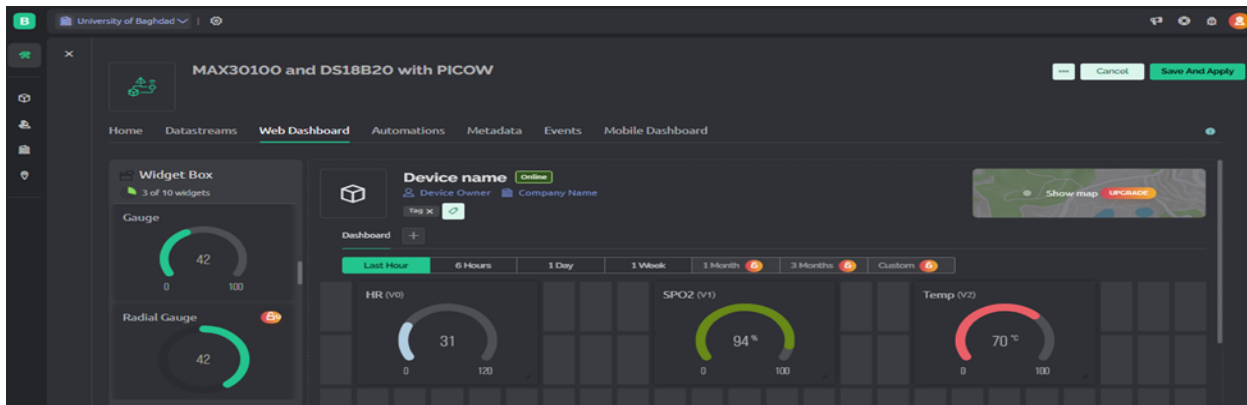 B University of Baghdad
MAX30100 and DS18B20 with PICOW
Cancel Save And Apply
Home Datastreams Web Dashboard Automations Metadata Events Mobile Dashboard
Widget Box
3 of 10 widgets
Gauge
42
0 100
Radial Gauge
42
Device name Online
Device Owner Company Name
Tag
Show map UPGRADE
Dashboard
Last Hour 6 Hours 1 Day 1 Week 1 Month 3 Months Custom
HR (V0) SPO2 (V1) Temp (V2)
31 94 % 70 °C
0 120 0 100 0 100